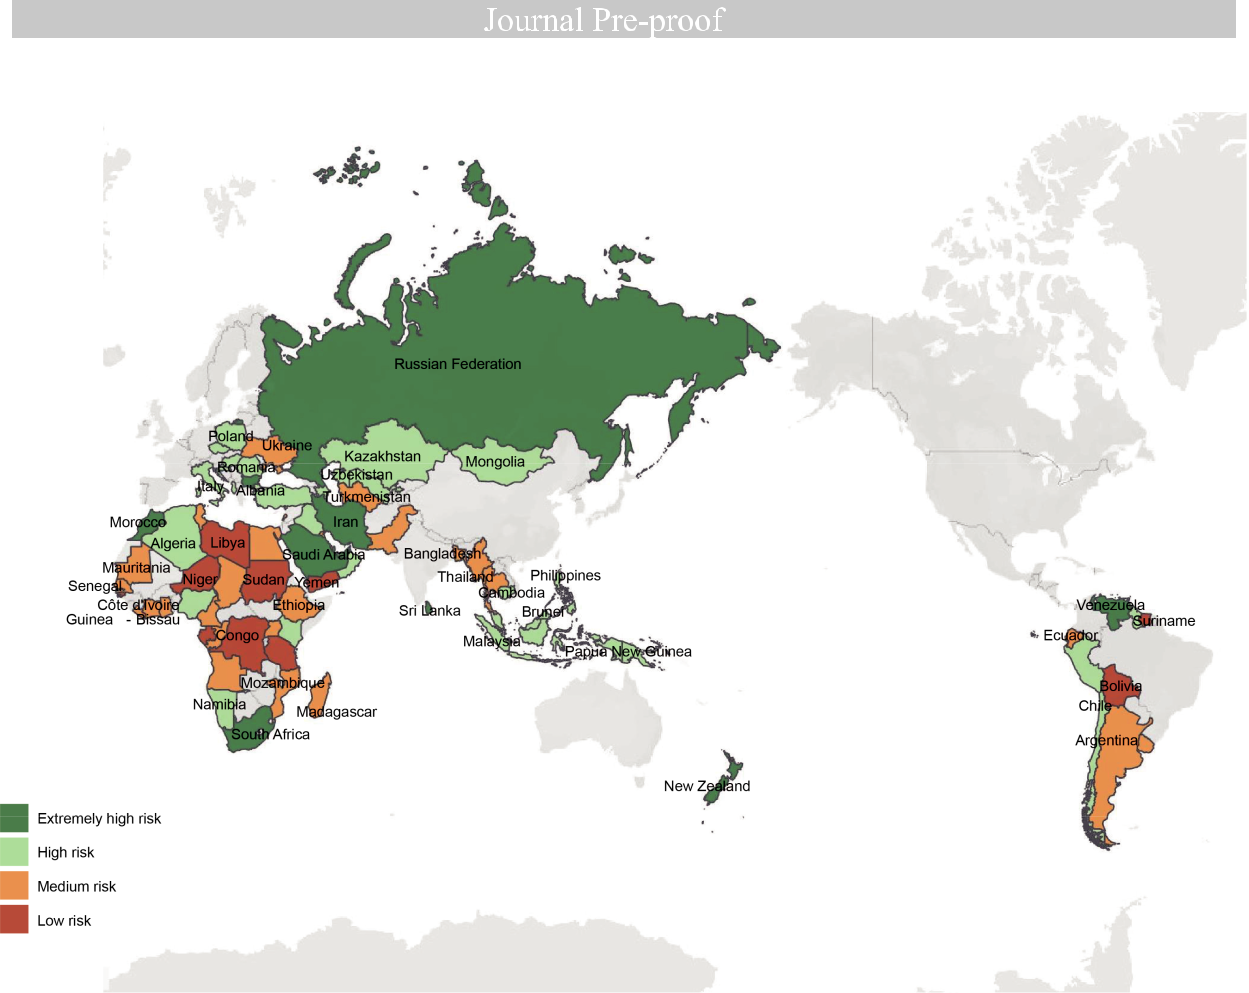 Journal Pre-proof
Russian Federation
Poland
Ukraine
Romania
Kazakhstan
Mongolia
Uzbekistan
Italy
Albania
Turkmenistan
Morocco
Iran
Algeria
Libya
Saudi Arabia
Bangladesh
Mauritania
Niger
Sudan
Yemen
Thailand
Philippines
Senegal
Cambodia
Côte d'Ivoire
Ethiopia
Sri Lanka
Brunei
Venezuela
Guinea - Bissau
Suriname
Congo
Malaysia
Papua New Guinea
Ecuador
Mozambique
Bolivia
Namibia
Madagascar
Chile
South Africa
Argentina
New Zealand
Extremely high risk
High risk
Medium risk
Low risk